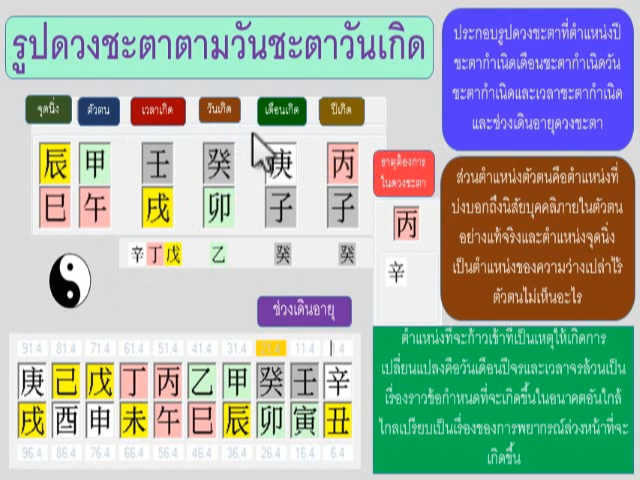 รูปดวงชะตาตามวันชะตาวันเกิด
ประกอบรูปดวงชะตาที่ตำแหน่งปี
ชะตากำเนิดเดือนชะตากำเนิดวัน
ชะตากำเนิดและเวลาชะตากำเนิด
และช่วงเดินอายุดวงชะตา
จุดนิ่ง ตัวตน เวลาเกิด วันเกิด เดือนเกิด ปีเกิด
辰 甲 壬 癸 庚 丙
巳 午 戌 卯 子 子
辛 丁 戊 乙 癸 癸
ธาตุต้องการ
ในดวงชะตา
丙
辛
ส่วนตำแหน่งตัวตนคือตำแหน่งที่
บ่งบอกถึงนิสัยบุคคลิภายในตัวตน
อย่างแท้จริงและตำแหน่งจุดนิ่ง
เป็นตำแหน่งของความว่างเปล่าไร้
ตัวตนไม่เห็นอะไร
ช่วงเดินอายุ
91.4 81.4 71.4 61.4 51.4 41.4 31.4 11.4 1.4
庚 己 戊 丁 丙 乙 甲 癸 壬 辛
戌 酉 申 未 午 巳 辰 卯 寅 丑
96.4 86.4 76.4 66.4 56.4 46.4 36.4 26.4 16.4 6.4
ตำแหน่งที่จะก้าวเข้าที่เป็นเหตุให้เกิดการ
เปลี่ยนแปลงคือวันเดือนปีจรและเวลาจรล้วนเป็น
เรื่องราวข้อกำหนดที่จะเกิดขึ้นในอนาคตอันใกล้
ไกลเปรียบเป็นเรื่องของการพยากรณ์ล่วงหน้าที่จะ
เกิดขึ้น